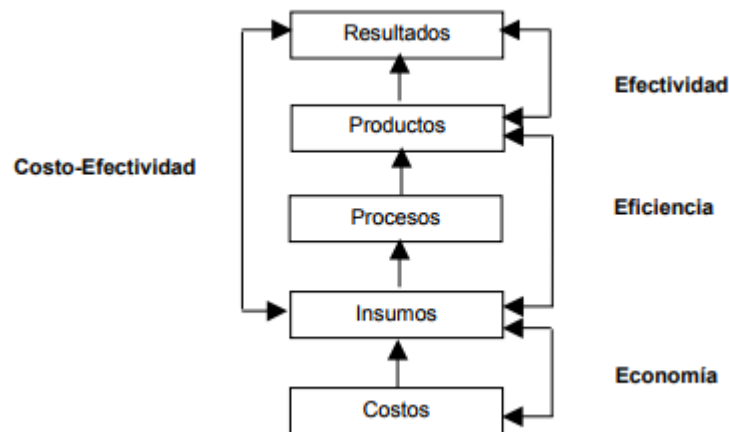 Resultados
Efectividad
Productos
Costo-Efectividad
Procesos
Eficiencia
Insumos
Economía
Costos